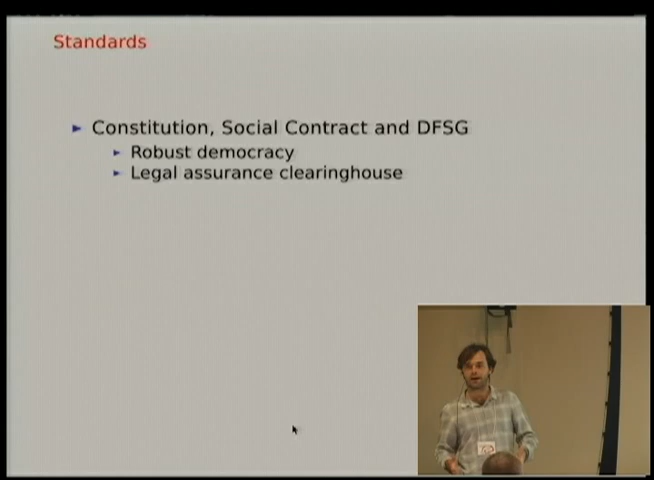 Standards
Constitution, Social Contract and DFSG
Robust democracy
Legal assurance clearinghouse